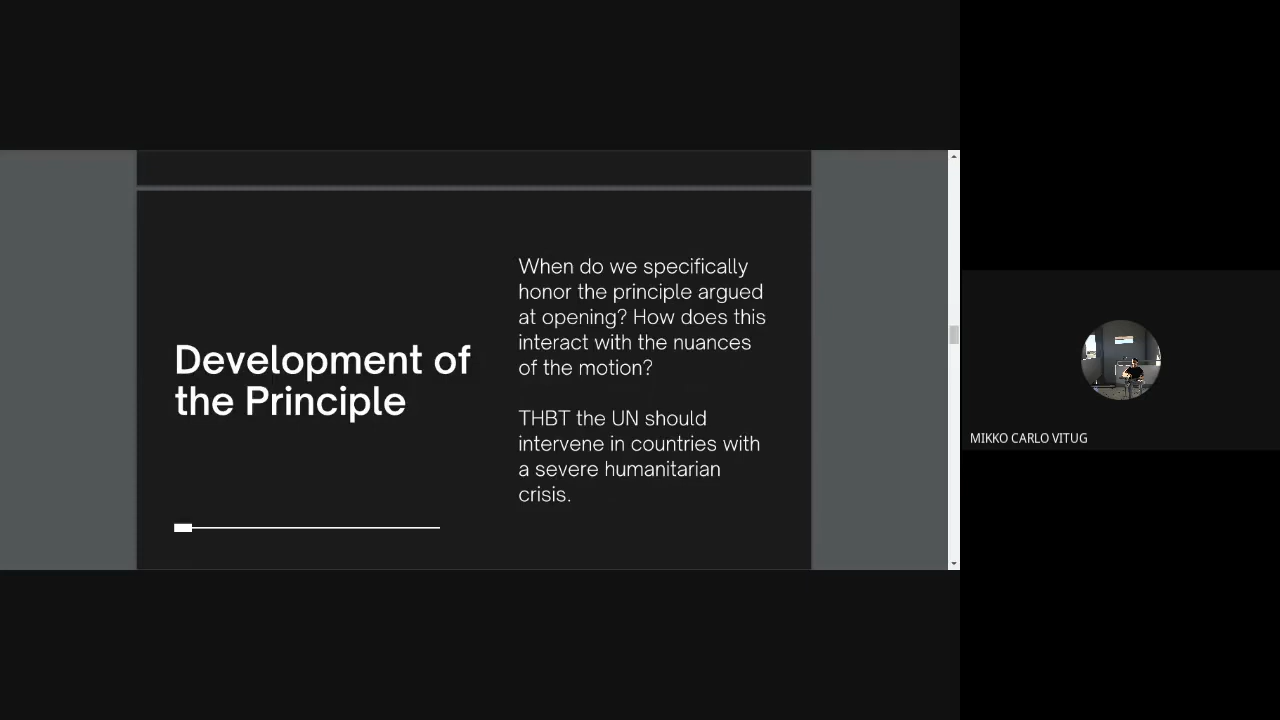 Development of
the Principle
When do we specifically
honor the principle argued
at opening? How does this
interact with the nuances
of the motion?
THBT the UN should
intervene in countries with
a severe humanitarian
crisis.
MIKKO CARLO VITUG